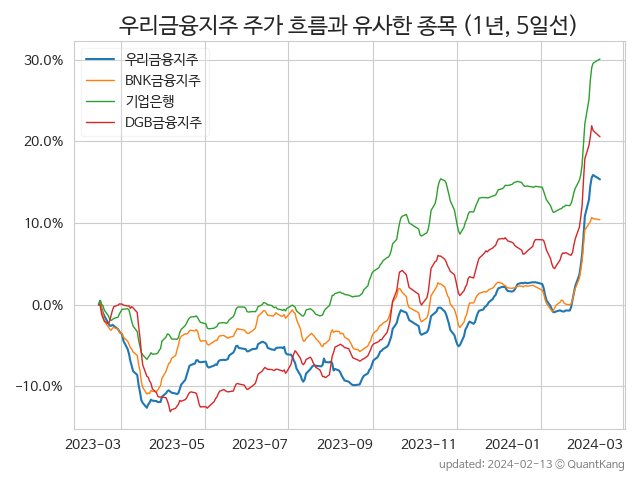 우리금융지주 주가 흐름과 유사한 종목 (1년, 5일선)
우리금융지주
BNK금융지주
기업은행
DGB금융지주
30.0%
20.0%
10.0%
0.0%
−10.0%
2023-03 2023-05 2023-07 2023-09 2023-11 2024-01 2024-03
updated: 2024-02-13 © QuantKang